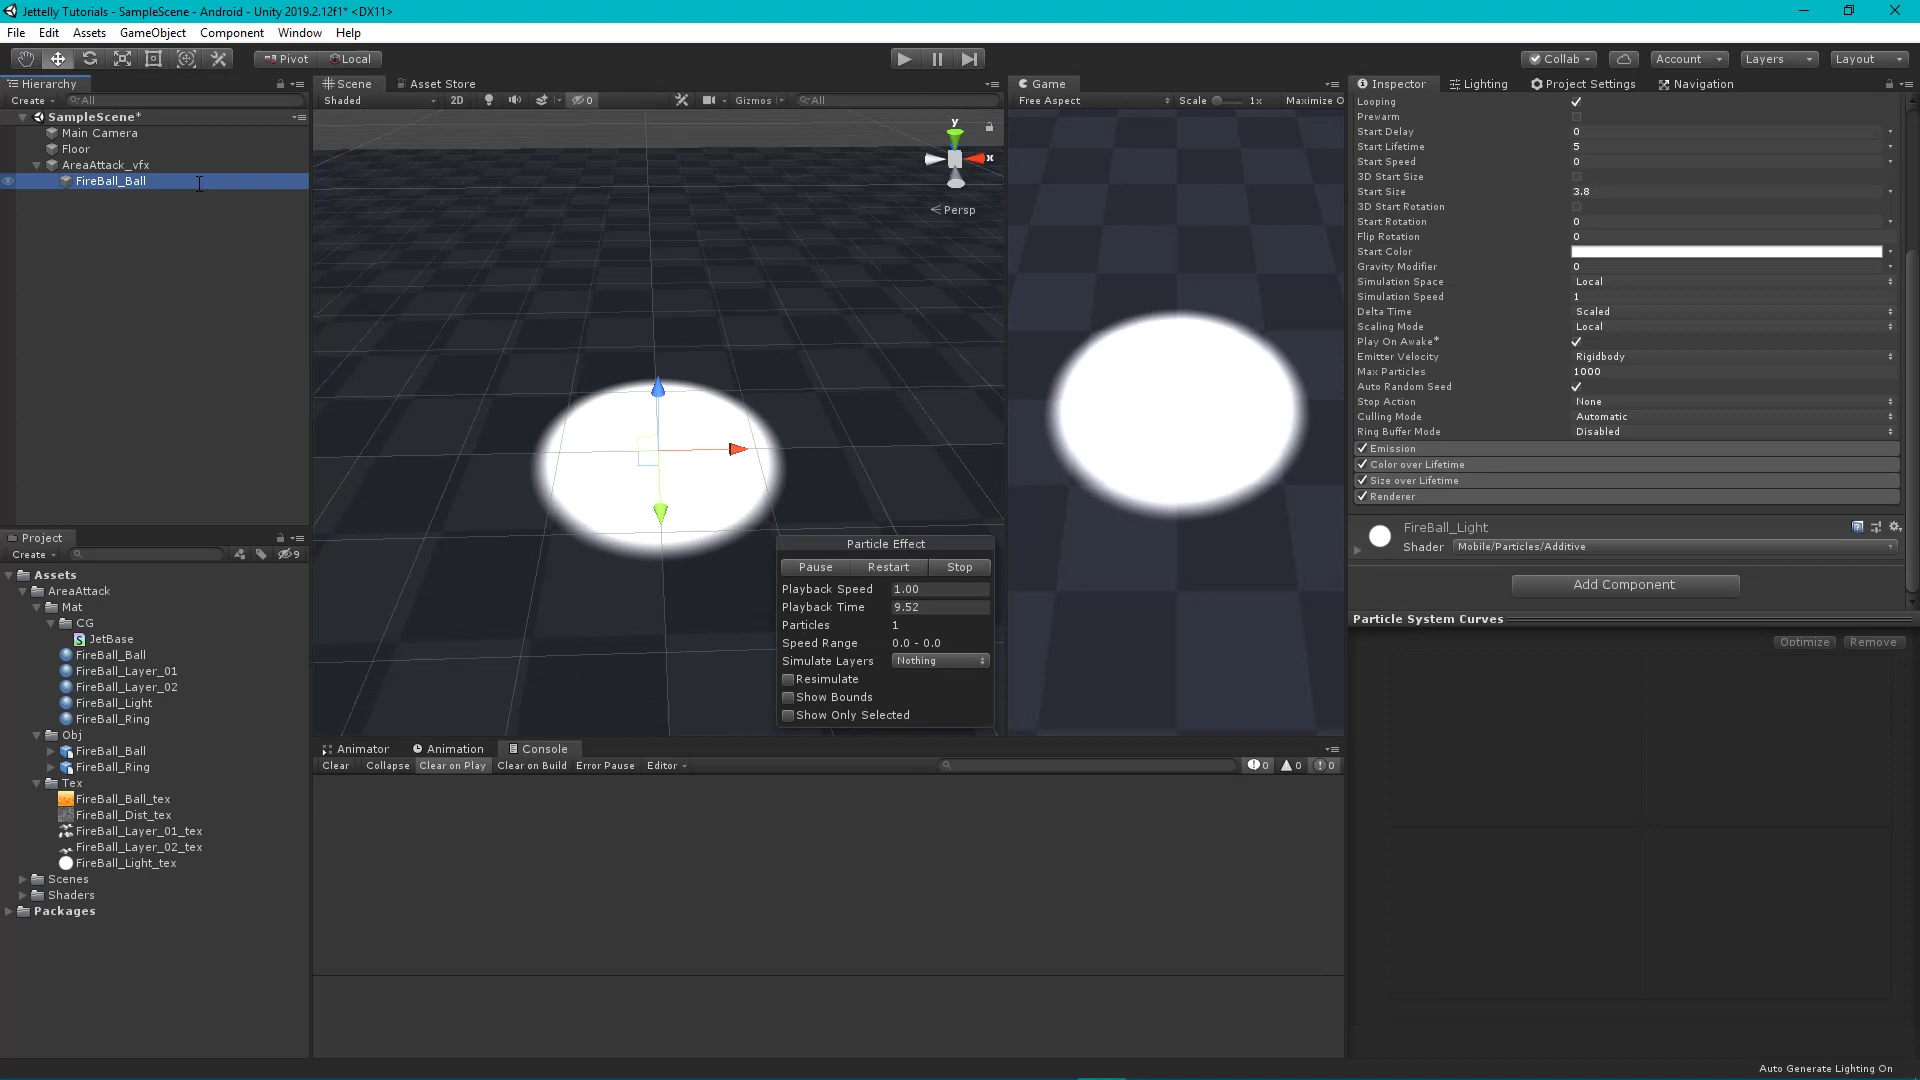 Jettelly Tutorials - SampleScene - Android - Unity 2019.2.12f1* <DX11>
File Edit Assets GameObject Component Window Help
Pivot Local Collab Account Layers Layout
Hierarchy
Create All
SampleScene*
Main Camera
Floor
AreaAttack_vfx
FireBall_Ball
Scene Asset Store
Shaded 2D 0 Gizmos All
y
x
Persp
Particle Effect
Pause Restart Stop
Playback Speed 1.00
Playback Time 9.52
Particles 1
Speed Range 0.0 - 0.0
Simulate Layers Nothing
Resimulate
Show Bounds
Show Only Selected
Game
Free Aspect Scale 1x Maximize O
Inspector Lighting Project Settings Navigation
Looping
Prewarm
Start Delay 0
Start Lifetime 5
Start Speed 0
3D Start Size
Start Size 3.8
3D Start Rotation
Start Rotation 0
Flip Rotation 0
Start Color
Gravity Modifier 0
Simulation Space Local
Simulation Speed 1
Delta Time Scaled
Scaling Mode Local
Play On Awake*
Emitter Velocity Rigidbody
Max Particles 1000
Auto Random Seed
Stop Action None
Culling Mode Automatic
Ring Buffer Mode Disabled
Emission
Color over Lifetime
Size over Lifetime
Renderer
FireBall_Light
Shader Mobile/Particles/Additive
Add Component
Particle System Curves
Optimize Remove
Project
Create 9
Assets
AreaAttack
Mat
CG
JetBase
FireBall_Ball
FireBall_Layer_01
FireBall_Layer_02
FireBall_Light
FireBall_Ring
Obj
FireBall_Ball
FireBall_Ring
Tex
FireBall_Ball_tex
FireBall_Dist_tex
FireBall_Layer_01_tex
FireBall_Layer_02_tex
FireBall_Light_tex
Scenes
Shaders
Packages
Animator Animation Console
Clear Collapse Clear on Play Clear on Build Error Pause Editor 0 0 0
Auto Generate Lighting On